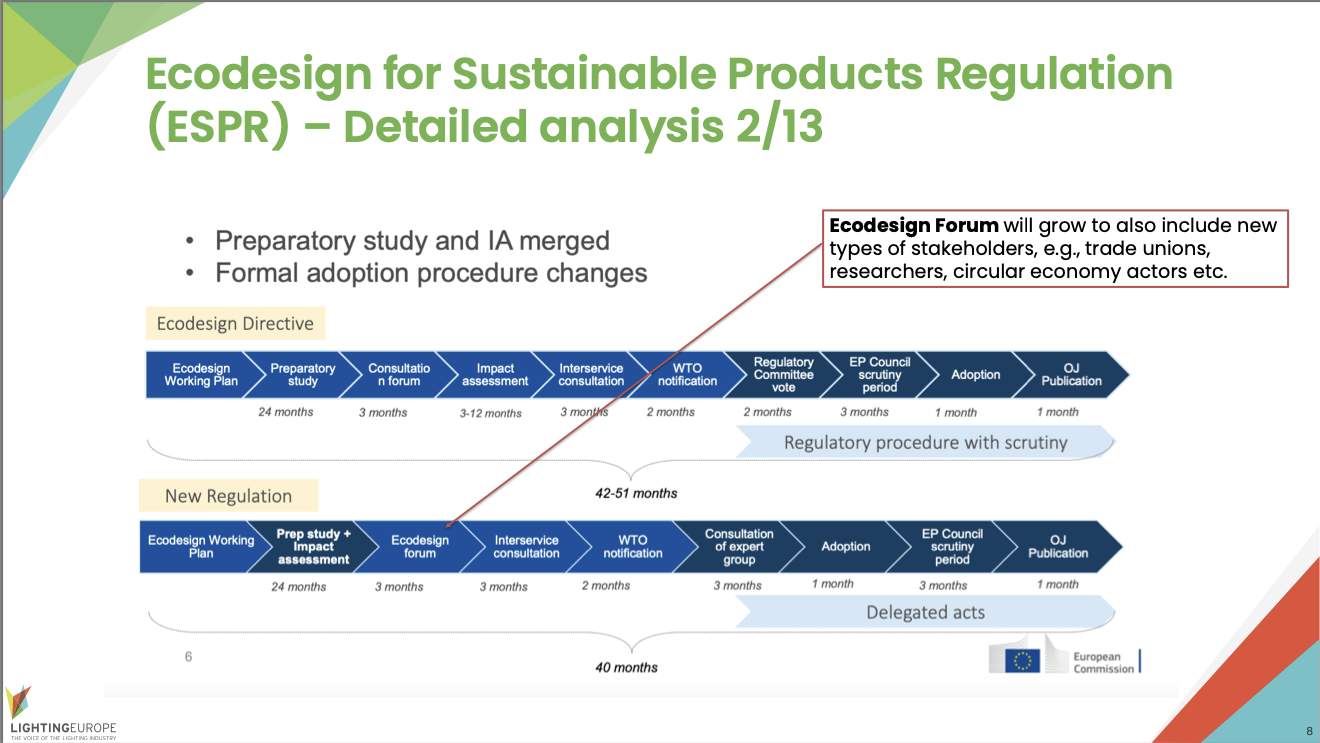 Ecodesign for Sustainable Products Regulation
(ESPR) – Detailed analysis 2/13
• Preparatory study and IA merged
• Formal adoption procedure changes
Ecodesign Forum will grow to also include new
types of stakeholders, e.g., trade unions,
researchers, circular economy actors etc.
Ecodesign Directive
Ecodesign
Working Plan
Preparatory
study
Consultatio
n forum
Impact
assessment
Interservice
consultation
WTO
notification
Regulatory
Committee
vote
EP Council
scrutiny
period
Adoption
OJ
Publication
24 months
3 months
3-12 months
3 months
2 months
2 months
3 months
1 month
1 month
Regulatory procedure with scrutiny
42-51 months
New Regulation
Ecodesign Working
Plan
Prep study +
Impact
assessment
Ecodesign
forum
Interservice
consultation
WTO
notification
Consultation
of expert
group
Adoption
EP Council
scrutiny
period
OJ
Publication
24 months
3 months
3 months
2 months
3 months
1 month
3 months
1 month
Delegated acts
40 months
6
European
Commission
LIGHTINGEUROPE
THE VOICE OF THE LIGHTING INDUSTRY
8